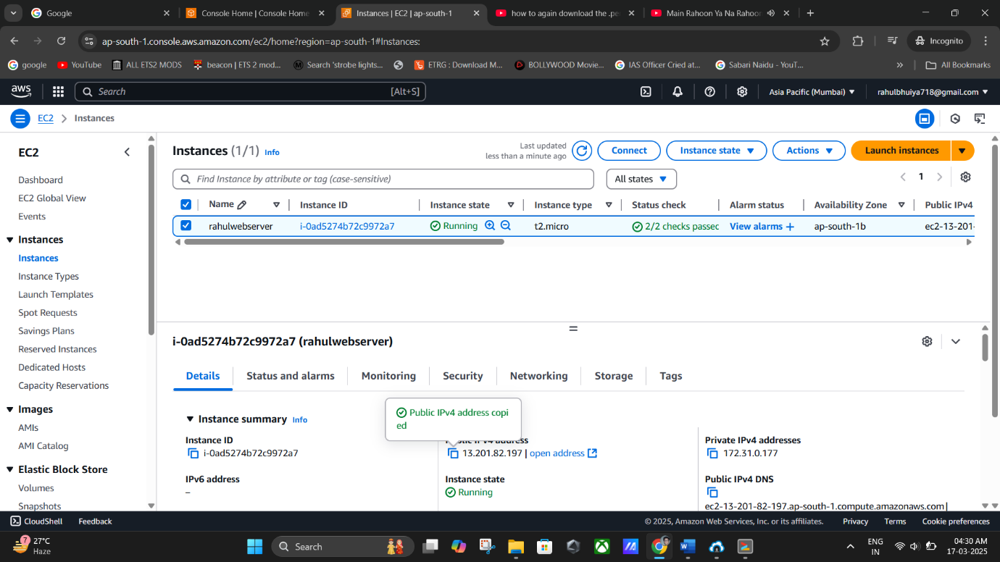 Google
Console Home | Console Home
Instances | EC2 | ap-south-1
how to again download the .pe
Main Rahoon Ya Na Rahoon
ap-south-1.console.aws.amazon.com/ec2/home?region=ap-south-1#Instances:
Incognito
google
YouTube
ALL ETS2 MODS
beacon | ETS 2 mod...
Search 'strobe lights...
ETRG : Download M...
BOLLYWOOD Movie...
IAS Officer Cried at...
Sabari Naidu - YouT...
All Bookmarks
aws
Search
[Alt+S]
Asia Pacific (Mumbai)
rahulbhuiya718@gmail.com
EC2
Instances
EC2
Dashboard
EC2 Global View
Events
Instances
Instances
Instance Types
Launch Templates
Spot Requests
Savings Plans
Reserved Instances
Dedicated Hosts
Capacity Reservations
Images
AMIs
AMI Catalog
Elastic Block Store
Volumes
Snapshots
Instances (1/1) Info
Last updated
less than a minute ago
Connect
Instance state
Actions
Launch instances
Find Instance by attribute or tag (case-sensitive)
All states
1
Name
Instance ID
Instance state
Instance type
Status check
Alarm status
Availability Zone
Public IPv4
rahulwebserver
i-0ad5274b72c9972a7
Running
t2.micro
2/2 checks passec
View alarms +
ap-south-1b
ec2-13-201-
i-0ad5274b72c9972a7 (rahulwebserver)
Details
Status and alarms
Monitoring
Security
Networking
Storage
Tags
Public IPv4 address copi
ed
Instance summary Info
Instance ID
i-0ad5274b72c9972a7
IPv6 address
–
Public IPv4 address
13.201.82.197 | open address
Instance state
Running
Private IPv4 addresses
172.31.0.177
Public IPv4 DNS
ec2-13-201-82-197.ap-south-1.compute.amazonaws.com |
CloudShell
Feedback
© 2025, Amazon Web Services, Inc. or its affiliates.
Privacy
Terms
Cookie preferences
7
27°C
Haze
Search
ENG
IN
04:30 AM
17-03-2025